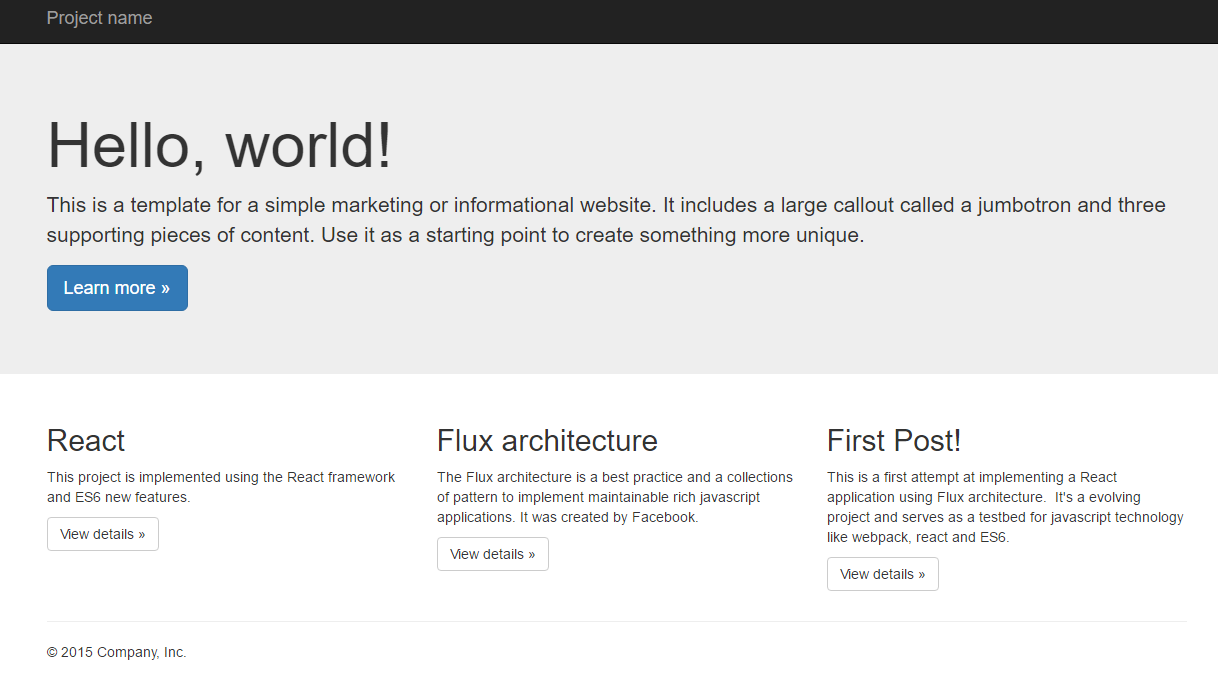 Project name
Hello, world!
This is a template for a simple marketing or informational website. It includes a large callout called a jumbotron and three
supporting pieces of content. Use it as a starting point to create something more unique.
Learn more »
React
This project is implemented using the React framework
and ES6 new features.
View details »
Flux architecture
The Flux architecture is a best practice and a collections
of pattern to implement maintainable rich javascript
applications. It was created by Facebook.
View details »
First Post!
This is a first attempt at implementing a React
application using Flux architecture.  It's a evolving
project and serves as a testbed for javascript technology
like webpack, react and ES6.
View details »
© 2015 Company, Inc.